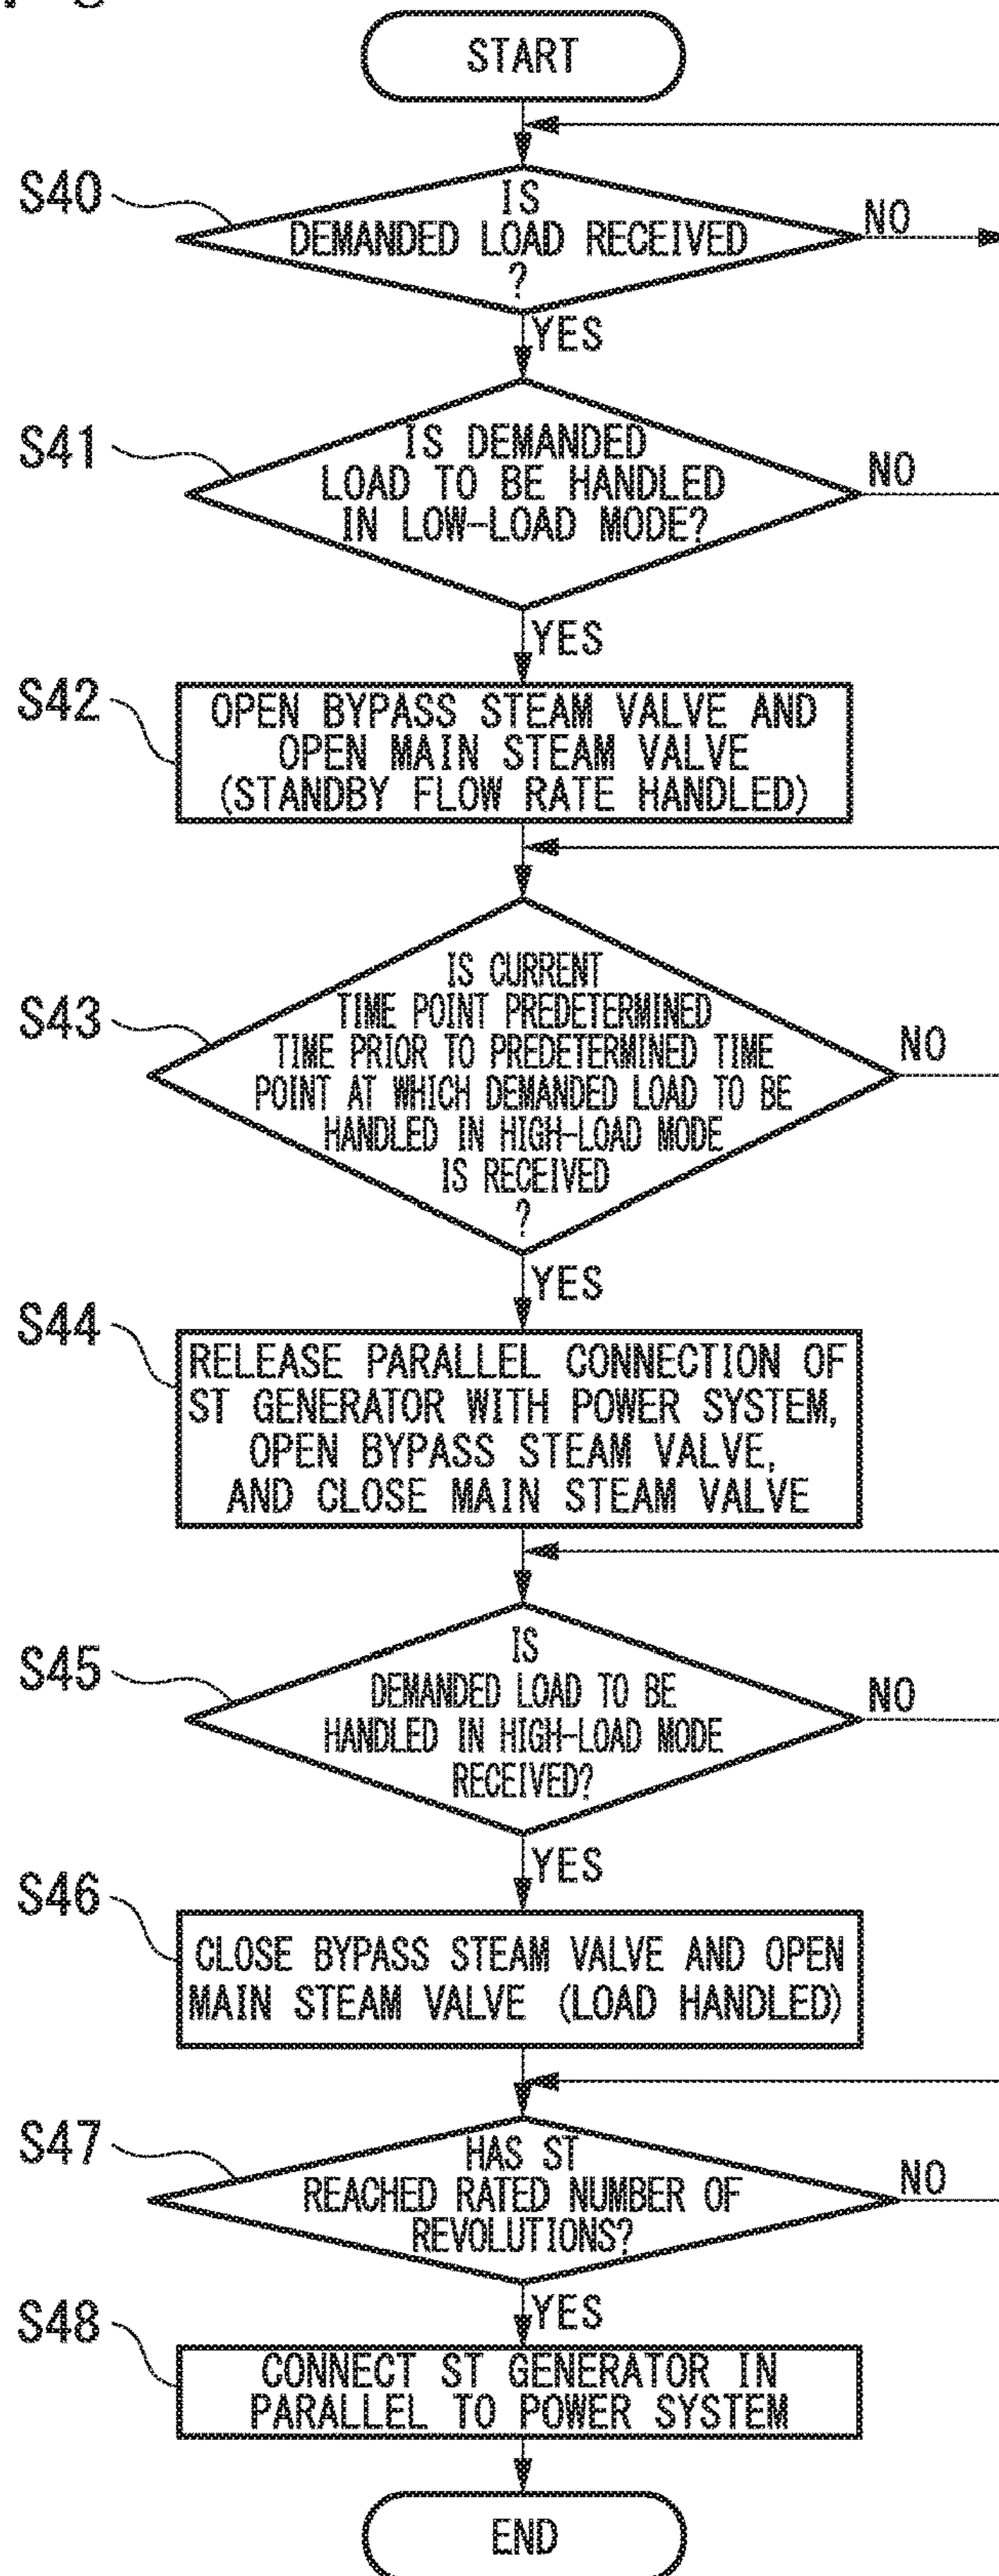 START
S40
IS
DEMANDED LOAD RECEIVED
?
NO
YES
S41
IS DEMANDED
LOAD TO BE HANDLED
IN LOW-LOAD MODE?
NO
YES
S42
OPEN BYPASS STEAM VALVE AND
OPEN MAIN STEAM VALVE
(STANDBY FLOW RATE HANDLED)
S43
IS CURRENT
TIME POINT PREDETERMINED
TIME PRIOR TO PREDETERMINED TIME
POINT AT WHICH DEMANDED LOAD TO BE
HANDLED IN HIGH-LOAD MODE
IS RECEIVED
?
NO
YES
S44
RELEASE PARALLEL CONNECTION OF
ST GENERATOR WITH POWER SYSTEM,
OPEN BYPASS STEAM VALVE,
AND CLOSE MAIN STEAM VALVE
S45
IS
DEMANDED LOAD TO BE
HANDLED IN HIGH-LOAD MODE
RECEIVED?
NO
YES
S46
CLOSE BYPASS STEAM VALVE AND OPEN
MAIN STEAM VALVE (LOAD HANDLED)
S47
HAS ST
REACHED RATED NUMBER OF
REVOLUTIONS?
NO
YES
S48
CONNECT ST GENERATOR IN
PARALLEL TO POWER SYSTEM
END